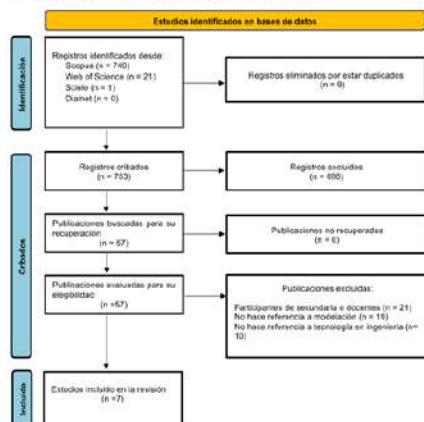 Estudios identificados en bases de datos
Identificación
Registros identificados desde:
Scopus (n = 740)
Web of Science (n = 21)
Scielo (n = 1)
Dialnet (n = 0)
Registros eliminados por estar duplicados
(n = 9)
Cribados
Registros cribados
(n = 753)
Registros excluidos
(n = 696)
Publicaciones buscadas para su
recuperación
(n = 57)
Publicaciones no recuperadas
(n = 0)
Publicaciones evaluadas para su
elegibilidad
(n =57)
Publicaciones excluidas:
Participantes de secundaria o docentes (n = 21)
No hace referencia a modelación (n = 19)
No hace referencia a tecnología en ingeniería (n=
10)
Incluido
Estudios incluido en la revisión
(n =7)